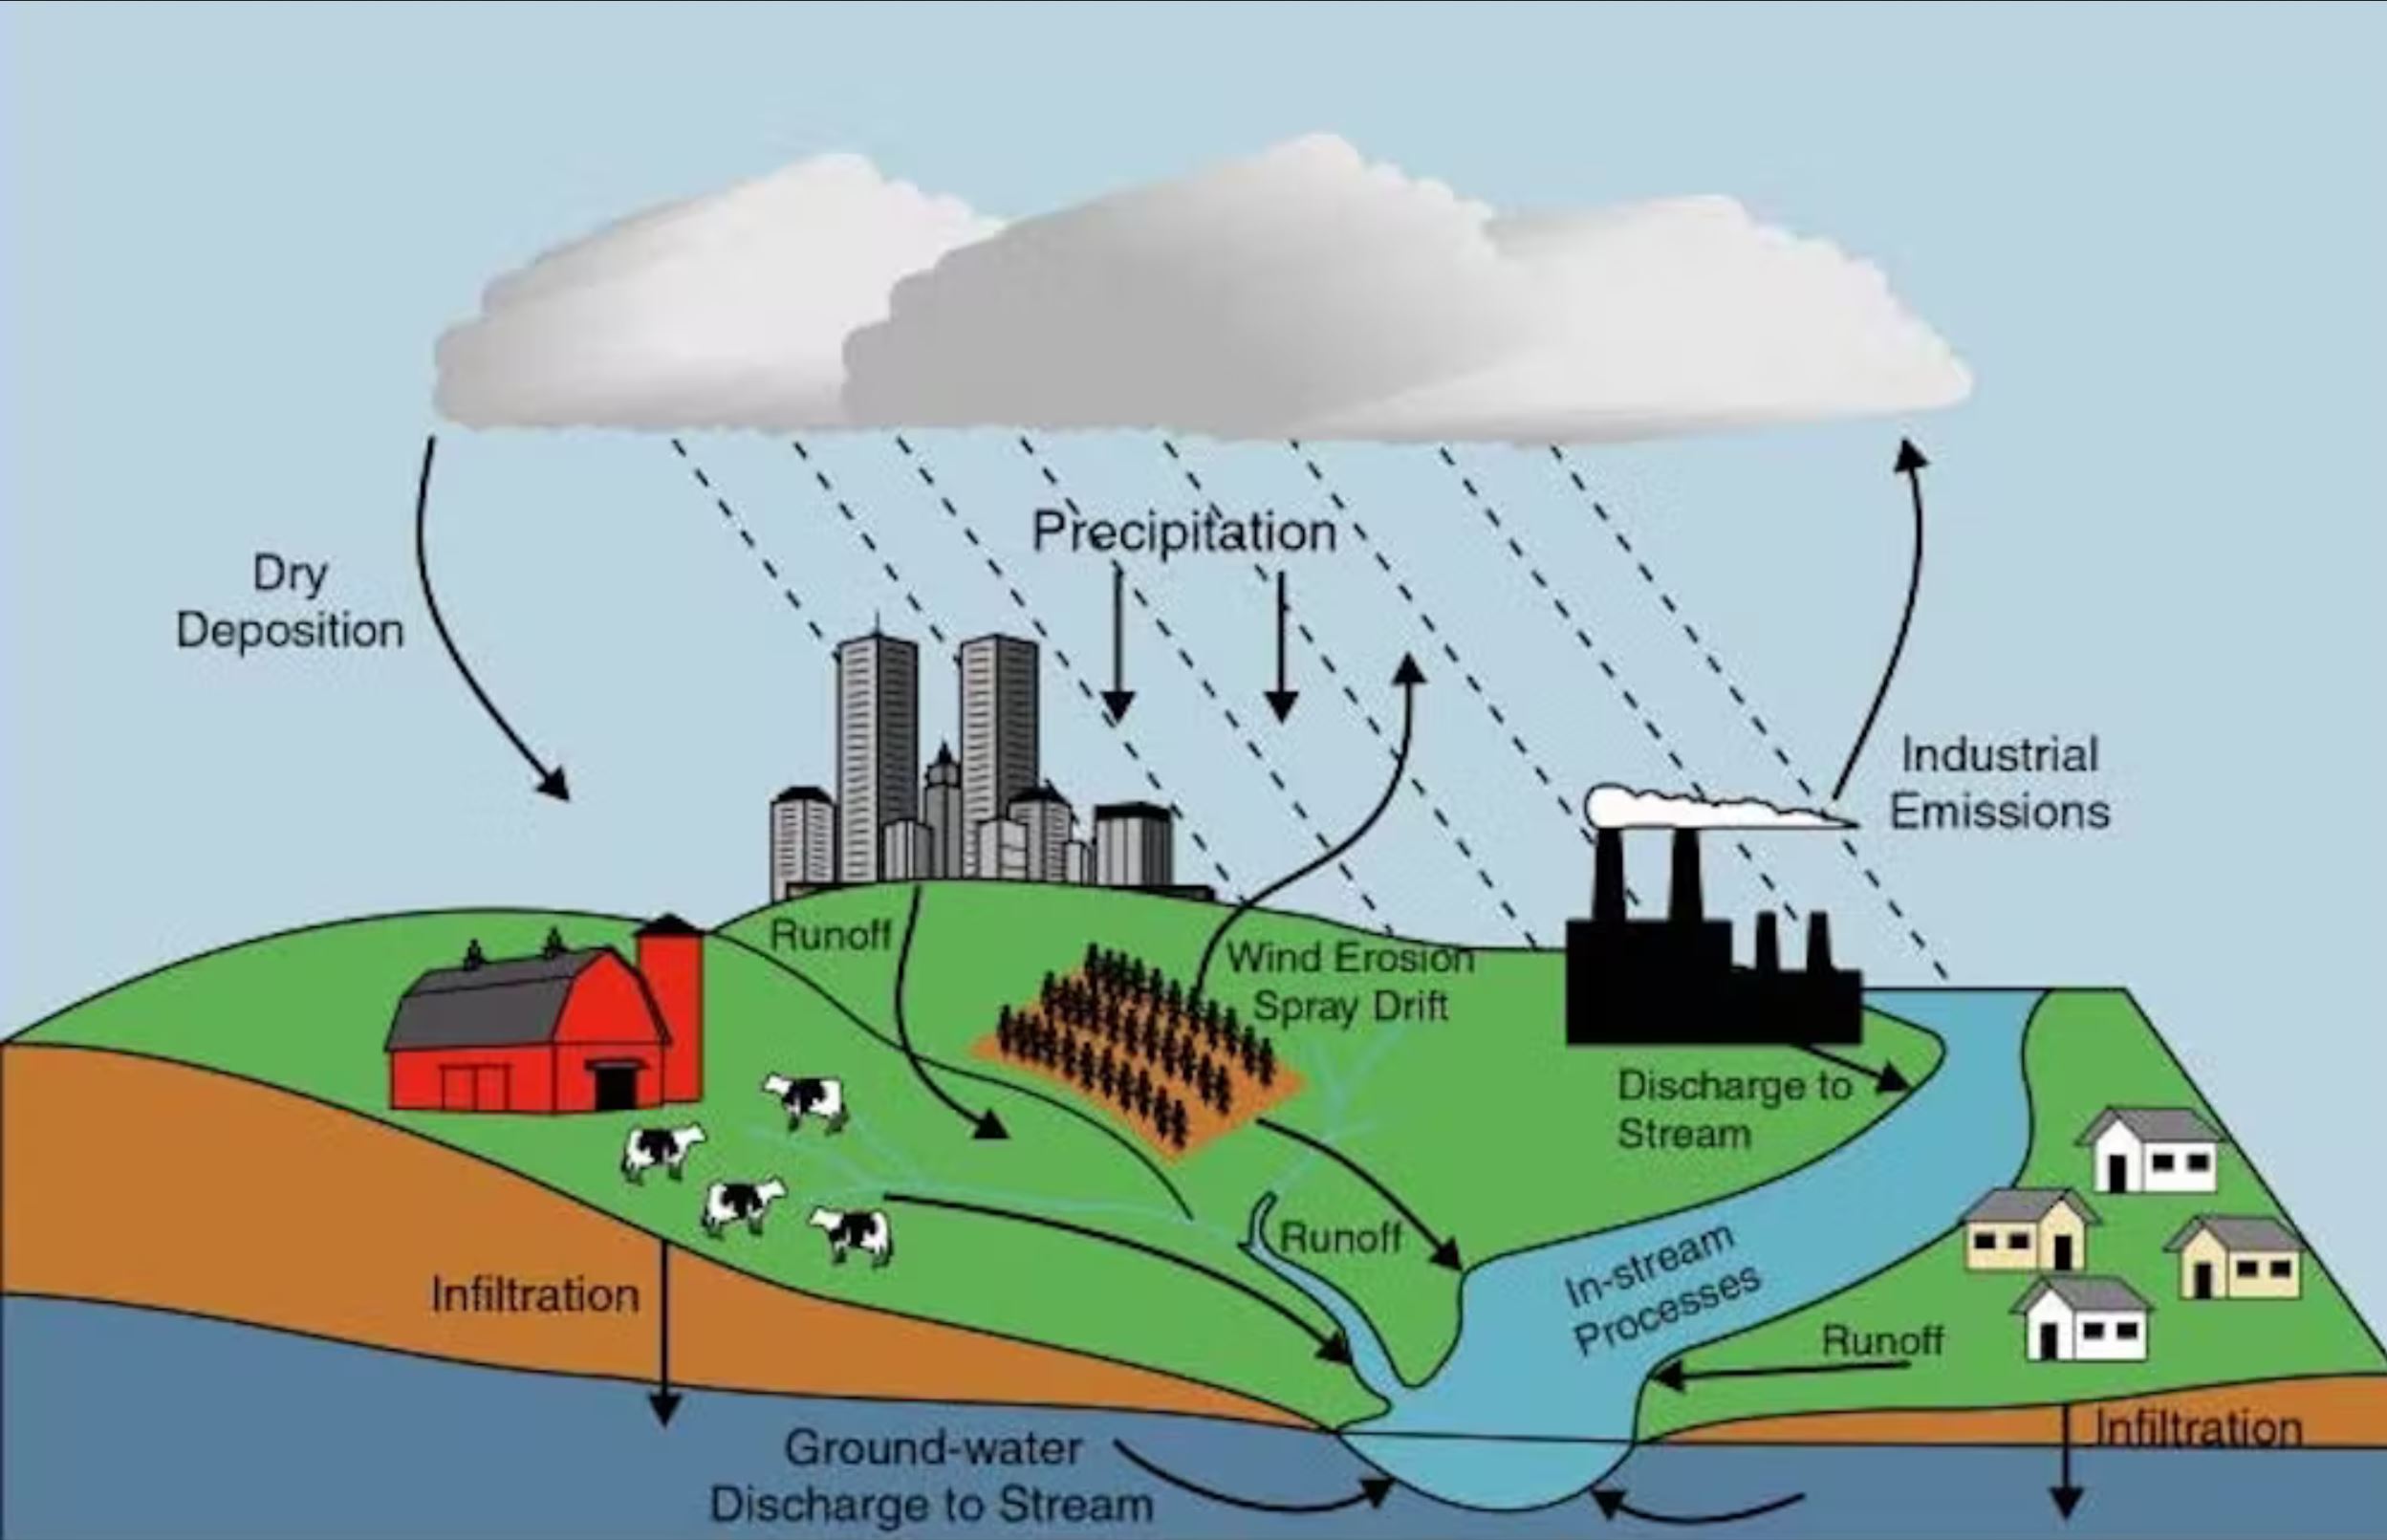 Precipitation
Dry
Deposition
Industrial
Emissions
Runoff
Wind Erosion
Spray Drift
Discharge to
Stream
Runoff
In-stream
Processes
Infiltration
Runoff
Infiltration
Ground-water
Discharge to Stream